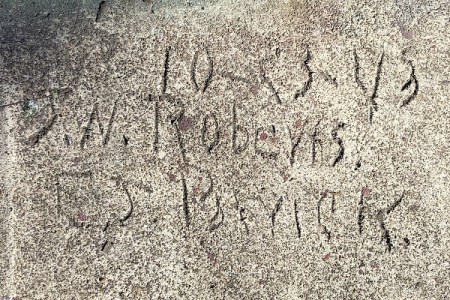 10-23-43
J.N. Roberts.
E.J. Patrick.